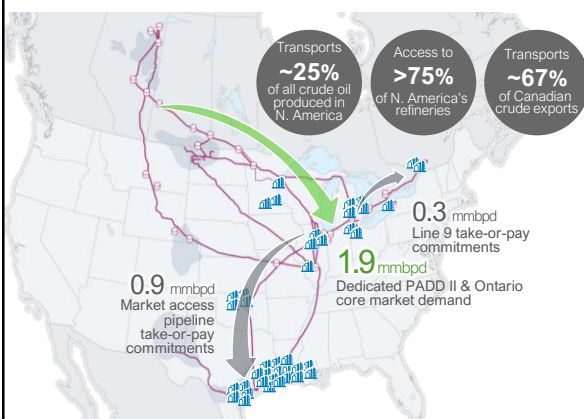 Transports
~25%
of all crude oil
produced in
N. America
Access to
>75%
of N. America's
refineries
Transports
~67%
of Canadian
crude exports
0.3 mmbpd
Line 9 take-or-pay
commitments
1.9 mmbpd
Dedicated PADD II & Ontario
core market demand
0.9 mmbpd
Market access
pipeline
take-or-pay
commitments